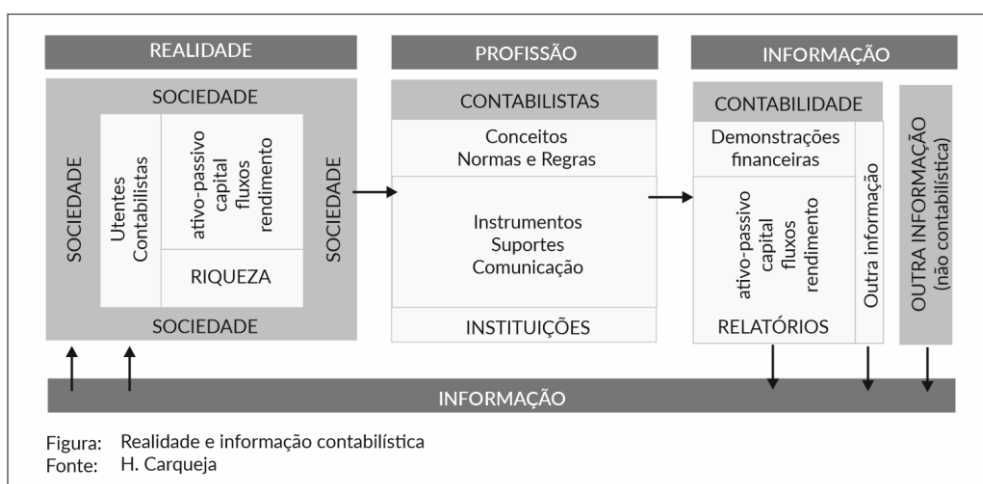 REALIDADE
SOCIEDADE
SOCIEDADE
Utentes
Contabilistas
ativo-passivo
capital
fluxos
rendimento
RIQUEZA
SOCIEDADE
SOCIEDADE
PROFISSÃO
CONTABILISTAS
Conceitos
Normas e Regras
Instrumentos
Suportes
Comunicação
INSTITUIÇÕES
INFORMAÇÃO
CONTABILIDADE
Demonstrações
financeiras
ativo-passivo
capital
fluxos
rendimento
RELATÓRIOS
Outra informação
OUTRA INFORMAÇÃO
(não contabilística)
INFORMAÇÃO
Figura: Realidade e informação contabilística
Fonte: H. Carqueja